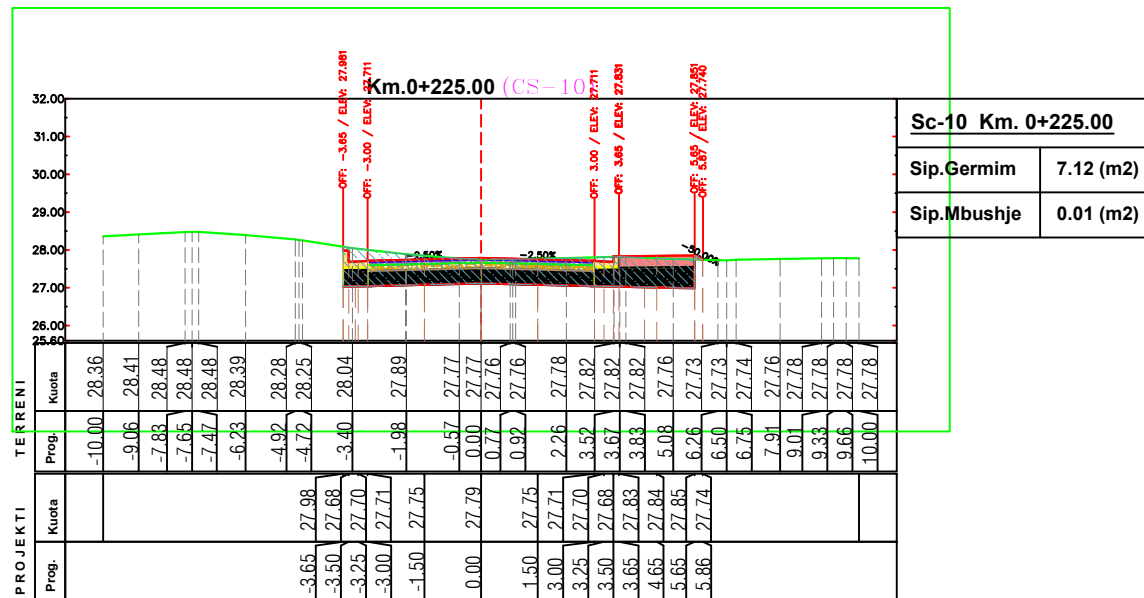 Km.0+225.00 (CS-10)
OFF: -3.65 / ELEV: 27.981
OFF: -3.00 / ELEV: 27.711
OFF: 3.00 / ELEV: 27.711
OFF: 3.65 / ELEV: 27.831
OFF: 5.65 / ELEV: 27.851
OFF: 5.87 / ELEV: 27.740
32.00
31.00
30.00
29.00
28.00
27.00
26.00
25.60
-2.50%
-2.50%
-50.00%
Sc-10 Km. 0+225.00
Sip.Germim 7.12 (m2)
Sip.Mbushje 0.01 (m2)
TERRENI
Kuota 28.36 28.41 28.48 28.48 28.48 28.39 28.28 28.25 28.04 27.89 27.77 27.77 27.76 27.76 27.78 27.82 27.82 27.82 27.76 27.73 27.73 27.74 27.76 27.78 27.78 27.78 27.78
Prog. -10.00 -9.06 -7.83 -7.65 -7.47 -6.23 -4.92 -4.72 -3.40 -1.98 -0.57 0.00 0.77 0.92 2.26 3.52 3.67 3.83 5.08 6.26 6.50 6.75 7.91 9.01 9.33 9.66 10.00
PROJEKTI
Kuota 27.98 27.68 27.70 27.71 27.75 27.79 27.75 27.71 27.70 27.68 27.83 27.84 27.85 27.74
Prog. -3.65 -3.50 -3.25 -3.00 -1.50 0.00 1.50 3.00 3.25 3.50 3.65 4.65 5.65 5.86